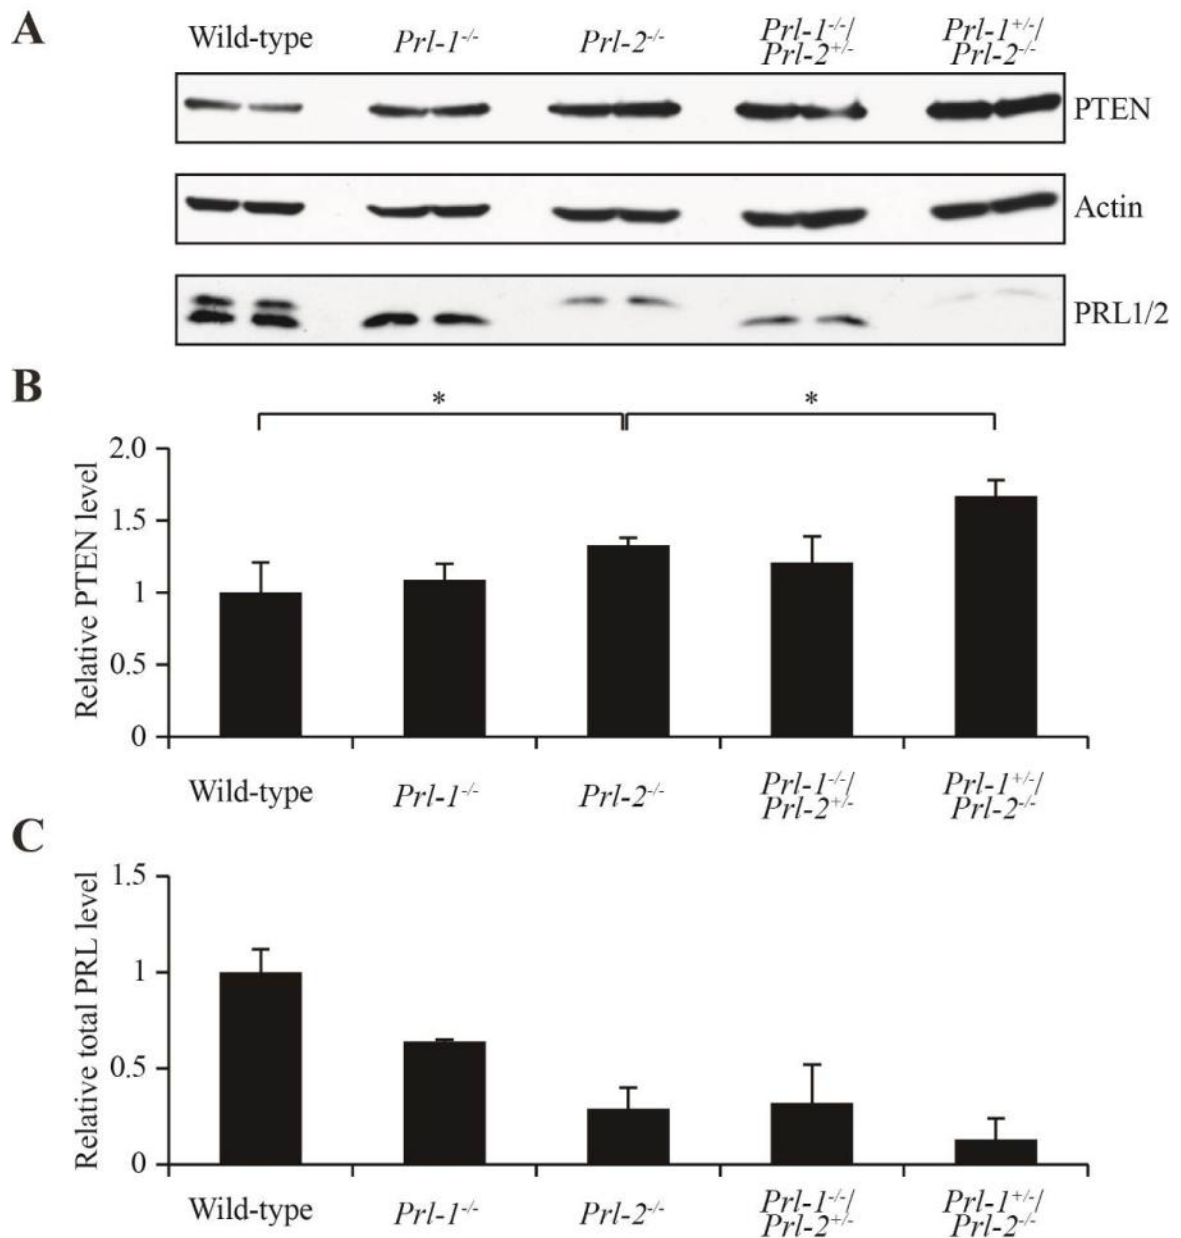 A
Wild-type Prl-1-/- Prl-2-/- Prl-1-/-/ Prl-1+/-/
Prl-2+/- Prl-2-/-
PTEN
Actin
PRL1/2
B
* *
Relative PTEN level
2.0
1.5
1
0.5
0
Wild-type Prl-1-/- Prl-2-/- Prl-1-/-/ Prl-1+/-/
Prl-2+/- Prl-2-/-
C
Relative total PRL level
1.5
1
0.5
0
Wild-type Prl-1-/- Prl-2-/- Prl-1-/-/ Prl-1+/-/
Prl-2+/- Prl-2-/-